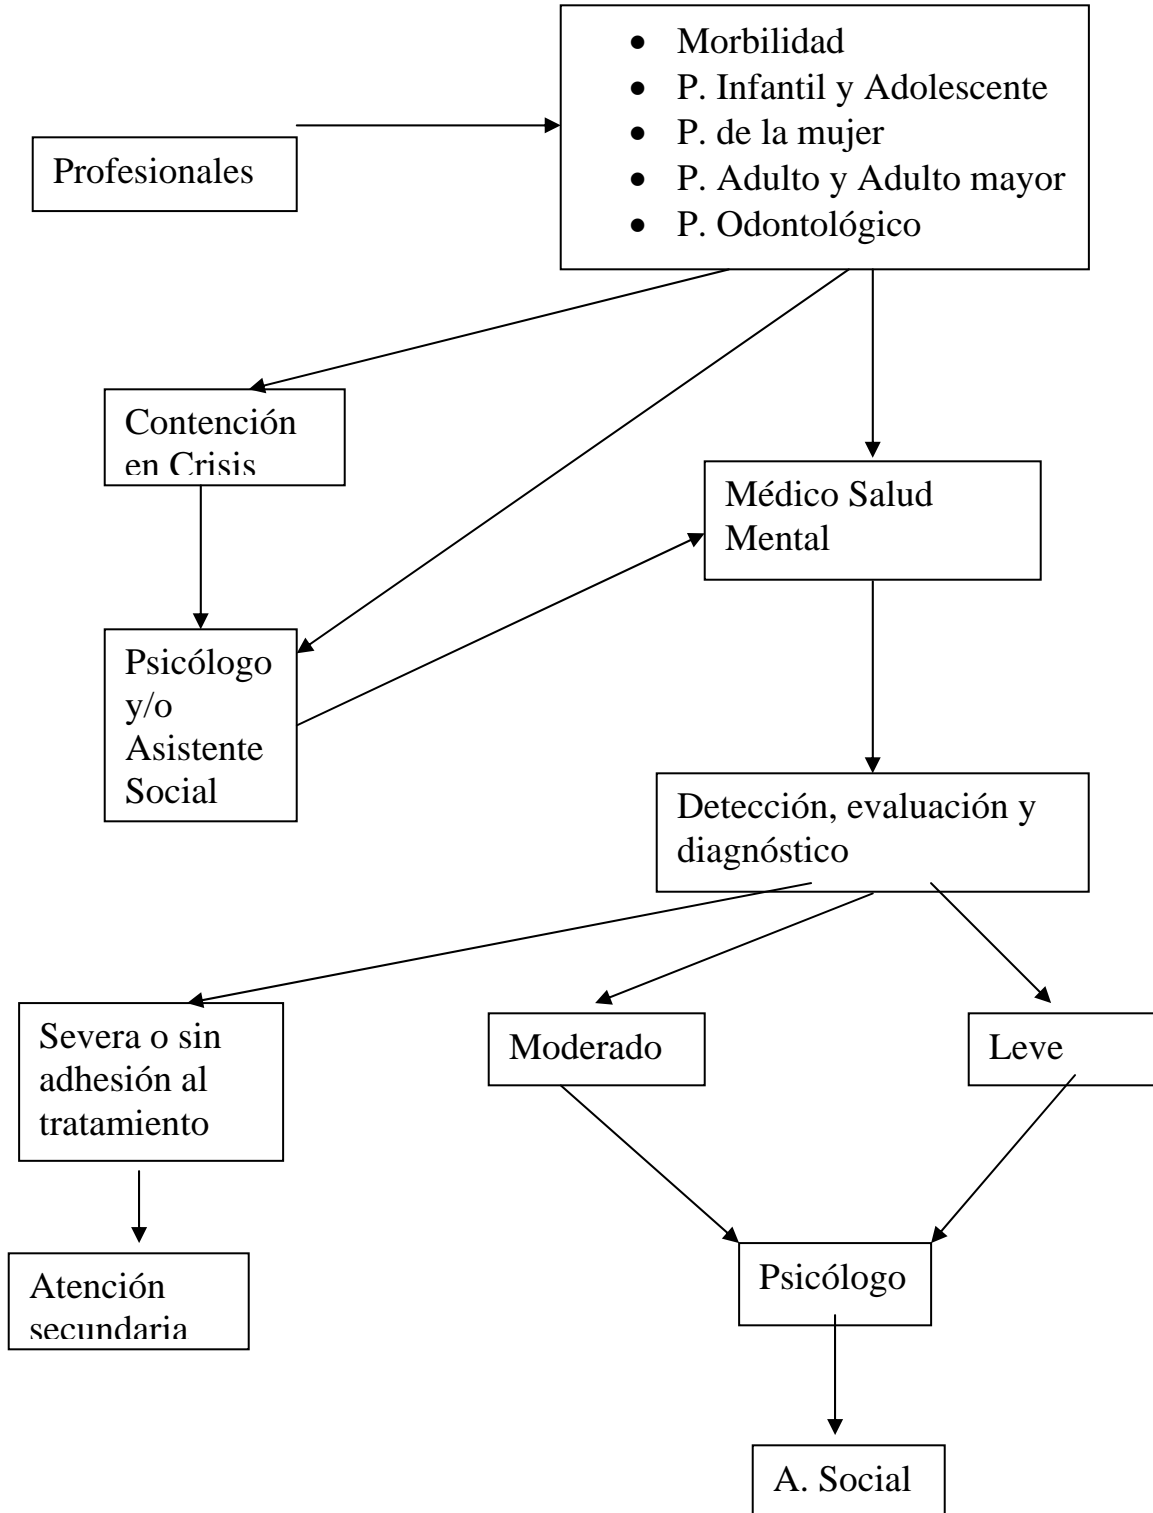 • Morbilidad
• P. Infantil y Adolescente
• P. de la mujer
• P. Adulto y Adulto mayor
• P. Odontológico
Profesionales
Contención
en Crisis
Médico Salud
Mental
Psicólogo
y/o
Asistente
Social
Detección, evaluación y
diagnóstico
Severa o sin
adhesión al
tratamiento
Moderado
Leve
Atención
secundaria
Psicólogo
A. Social